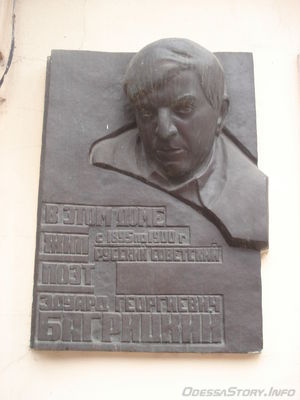 В ЭТОМ ДОМЕ
ЖИЛ С 1895 ПО 1900 Г
РУССКИЙ СОВЕТСКИЙ
ПОЭТ
ЭДУАРД ГЕОРГИЕВИЧ
БАГРИЦКИЙ
OdessaStory.Info